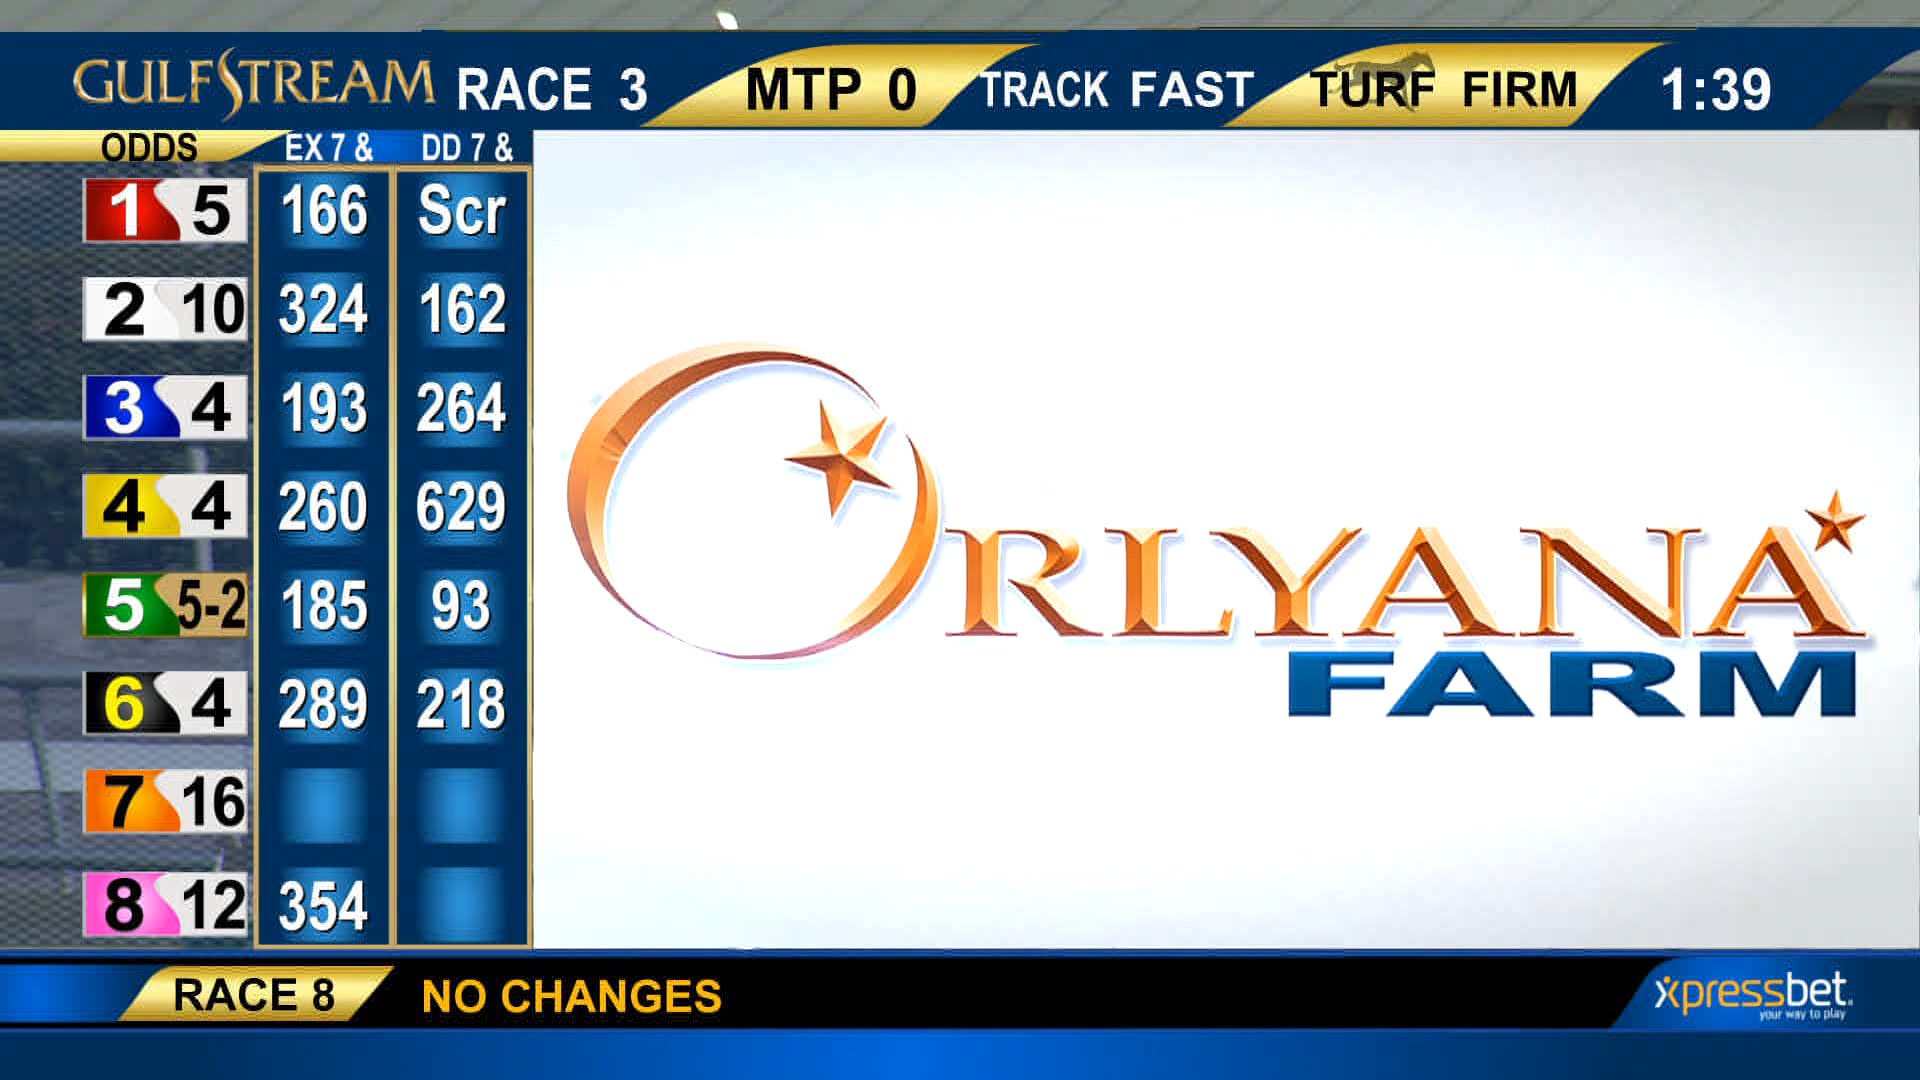 GULFSTREAM RACE 3 MTP 0 TRACK FAST TURF FIRM 1:39
ODDS EX 7 & DD 7 &
1 5 166 Scr
2 10 324 162
3 4 193 264
4 4 260 629
5 5-2 185 93
6 4 289 218
7 16
8 12 354
ORLYANA
FARM
RACE 8 NO CHANGES
xpressbet.
your way to play